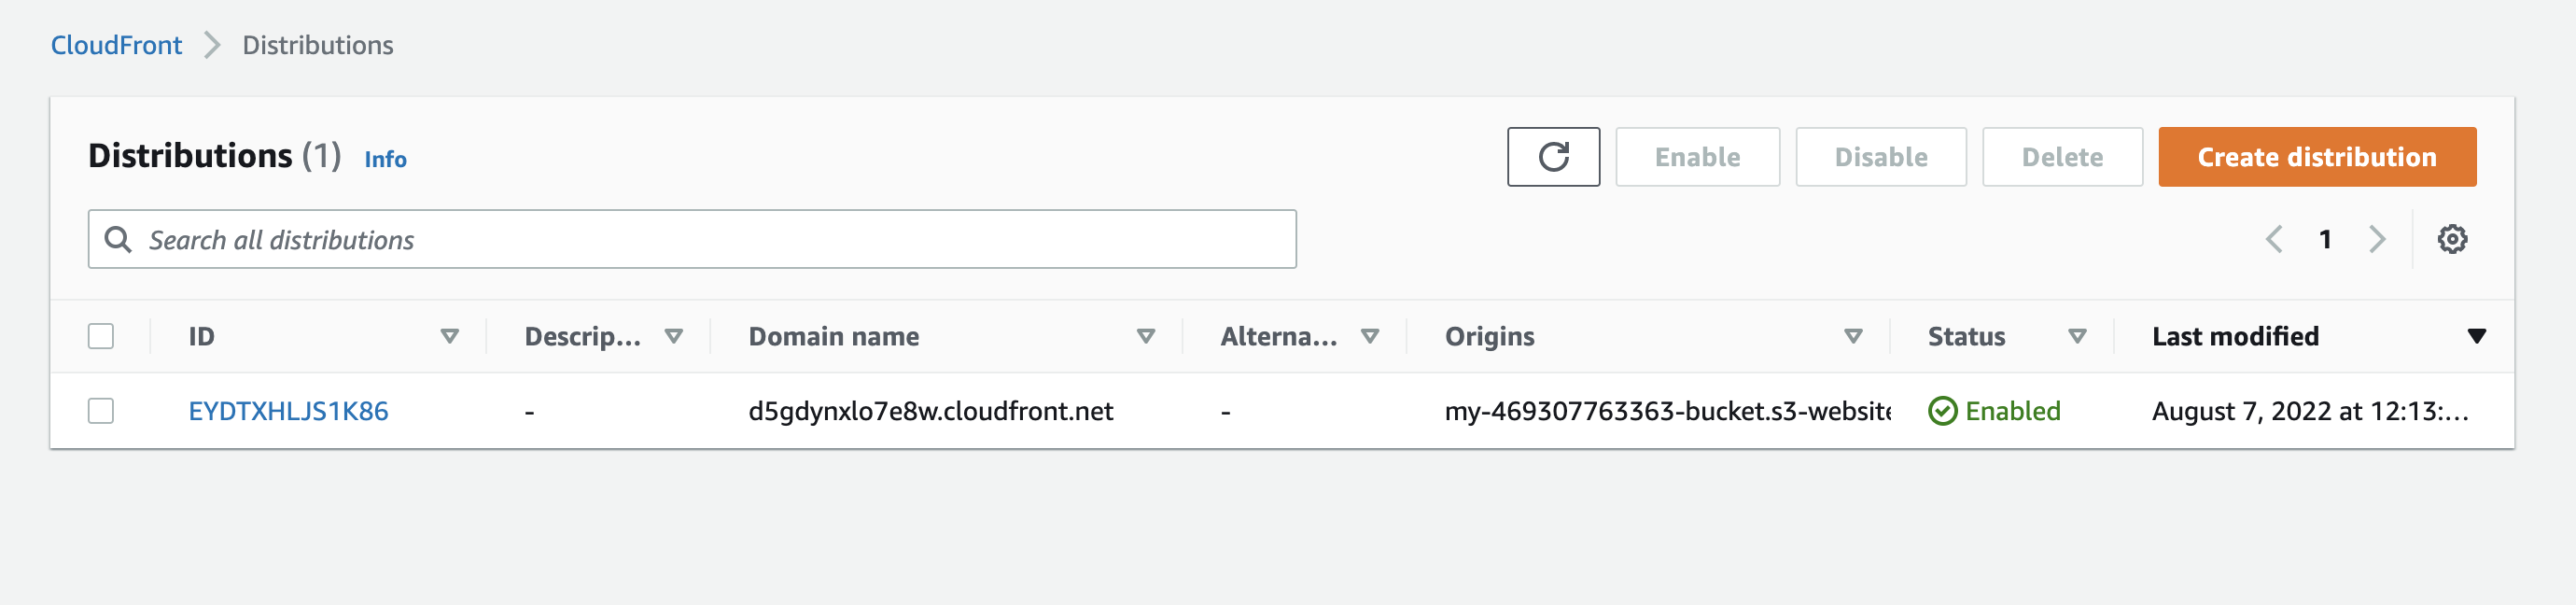 CloudFront Distributions
Distributions (1) Info
Enable Disable Delete Create distribution
Search all distributions
1
ID Descrip... Domain name Alterna... Origins Status Last modified
EYDTXHLJS1K86 - d5gdynxlo7e8w.cloudfront.net - my-469307763363-bucket.s3-website Enabled August 7, 2022 at 12:13:...